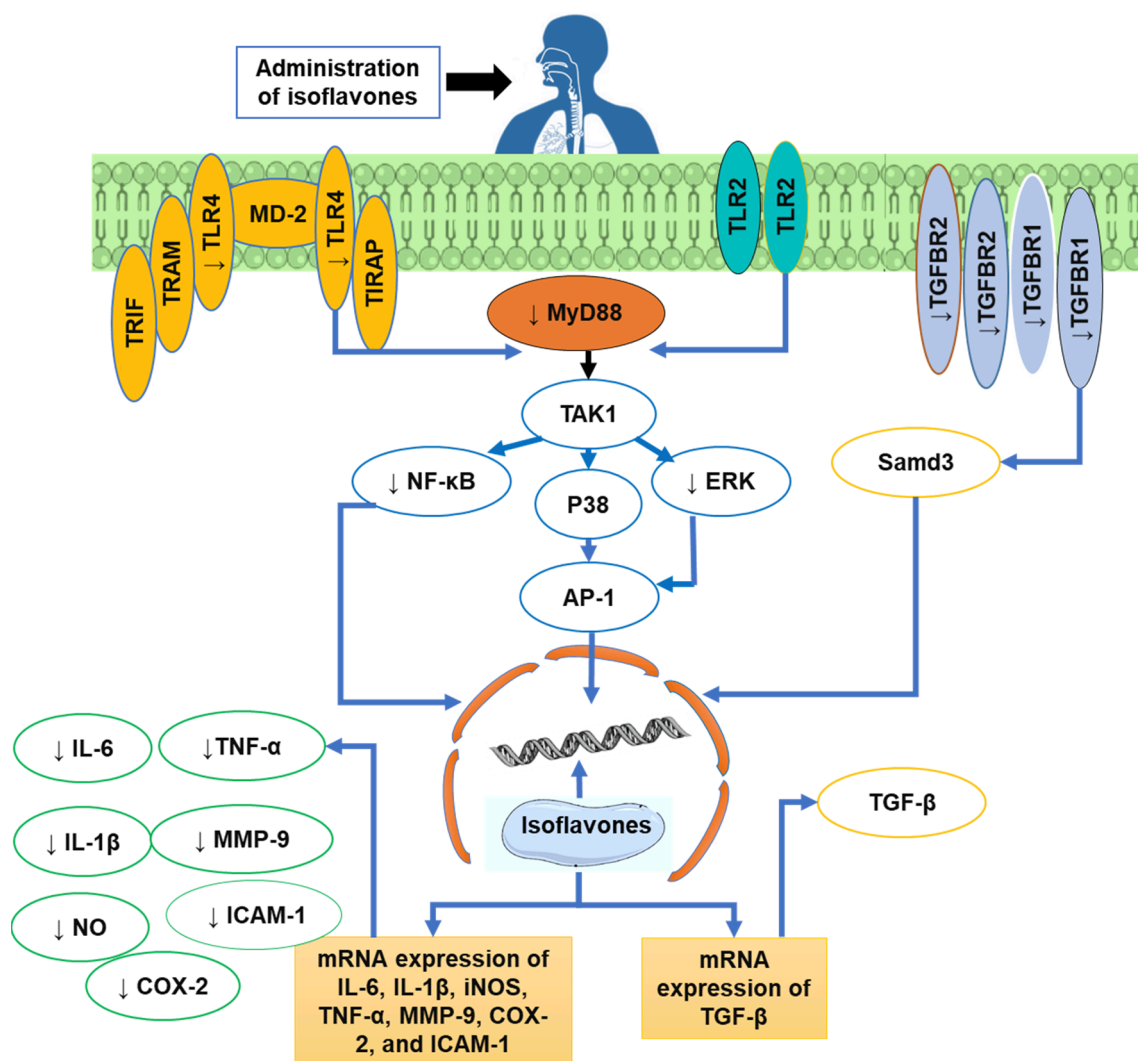 Administration
of isoflavones
TRIF
TRAM
↓ TLR4
MD-2
↓ TLR4
TIRAP
TLR2
TLR2
↓TGFBR2
↓TGFBR2
↓TGFBR1
↓TGFBR1
↓ MyD88
TAK1
↓ NF-κB
P38
↓ ERK
Samd3
AP-1
Isoflavones
↓ IL-6
↓TNF-α
↓ IL-1β
↓ MMP-9
↓ NO
↓ ICAM-1
↓ COX-2
mRNA expression of
IL-6, IL-1β, iNOS,
TNF-α, MMP-9, COX-
2, and ICAM-1
mRNA
expression of
TGF-β
TGF-β